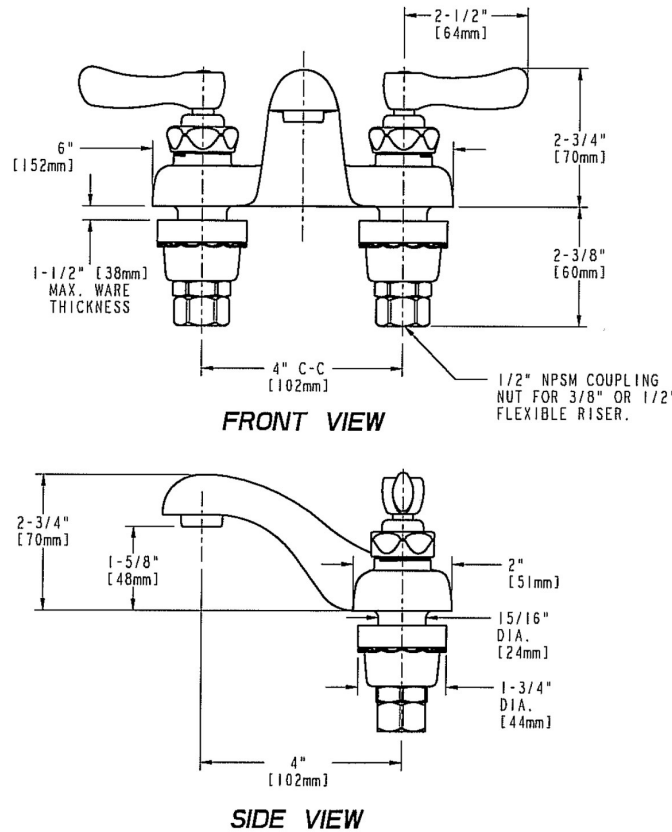 2-1/2"
[64mm]
6"
[152mm]
2-3/4"
[70mm]
1-1/2" [38mm]
MAX. WARE
THICKNESS
2-3/8"
[60mm]
4" C-C
[102mm]
1/2" NPSM COUPLING
NUT FOR 3/8" OR 1/2"
FLEXIBLE RISER.
FRONT VIEW
2-3/4"
[70mm]
1-5/8"
[48mm]
2"
[51mm]
15/16"
DIA.
[24mm]
1-3/4"
DIA.
[44mm]
4"
[102mm]
SIDE VIEW